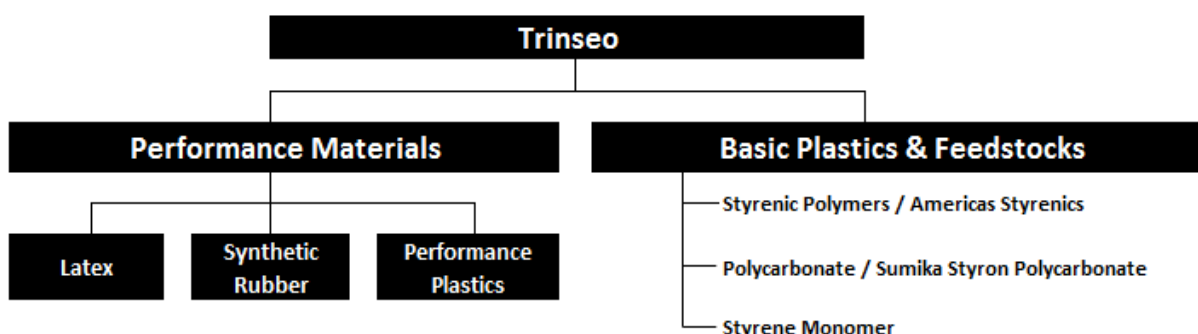 Trinseo
Performance Materials
Basic Plastics & Feedstocks
Latex
Synthetic
Rubber
Performance
Plastics
Styrenic Polymers / Americas Styrenics
Polycarbonate / Sumika Styron Polycarbonate
Styrene Monomer